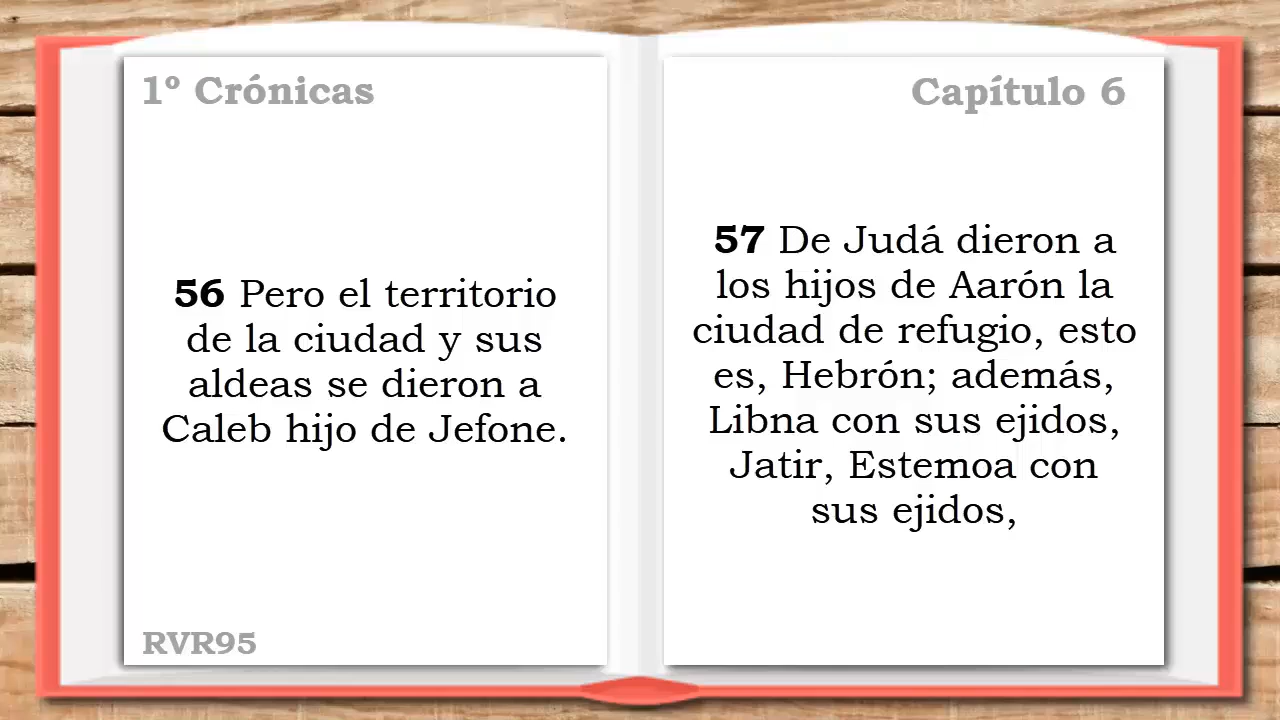 1º Crónicas
56 Pero el territorio
de la ciudad y sus
aldeas se dieron a
Caleb hijo de Jefone.
RVR95
Capítulo 6
57 De Judá dieron a
los hijos de Aarón la
ciudad de refugio, esto
es, Hebrón; además,
Libna con sus ejidos,
Jatir, Estemoa con
sus ejidos,